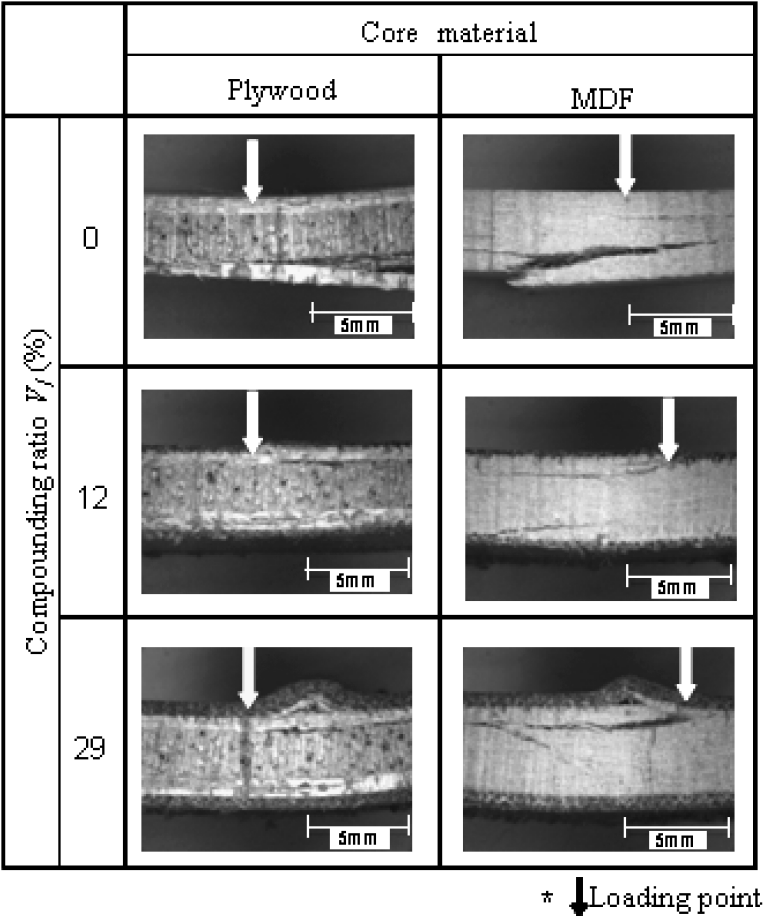 Core material
Plywood
MDF
Compounding ratio Vf (%)
0
5mm
5mm
12
5mm
5mm
29
5mm
5mm
* Loading point